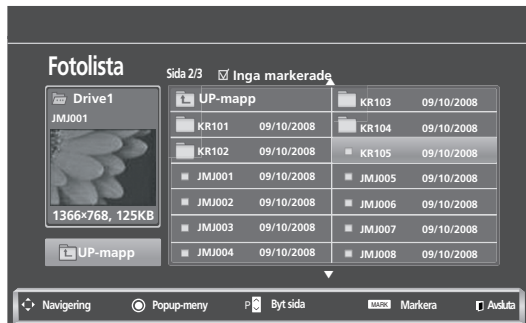 Fotolista
Sida 2/3 Inga markerade
Drive1
JMJ001
1366×768, 125KB
UP-mapp
UP-mapp
KR101 09/10/2008
KR102 09/10/2008
JMJ001 09/10/2008
JMJ002 09/10/2008
JMJ003 09/10/2008
JMJ004 09/10/2008
KR103 09/10/2008
KR104 09/10/2008
KR105 09/10/2008
JMJ005 09/10/2008
JMJ006 09/10/2008
JMJ007 09/10/2008
JMJ008 09/10/2008
Navigering Popup-meny P Byt sida MARK Markera Avsluta